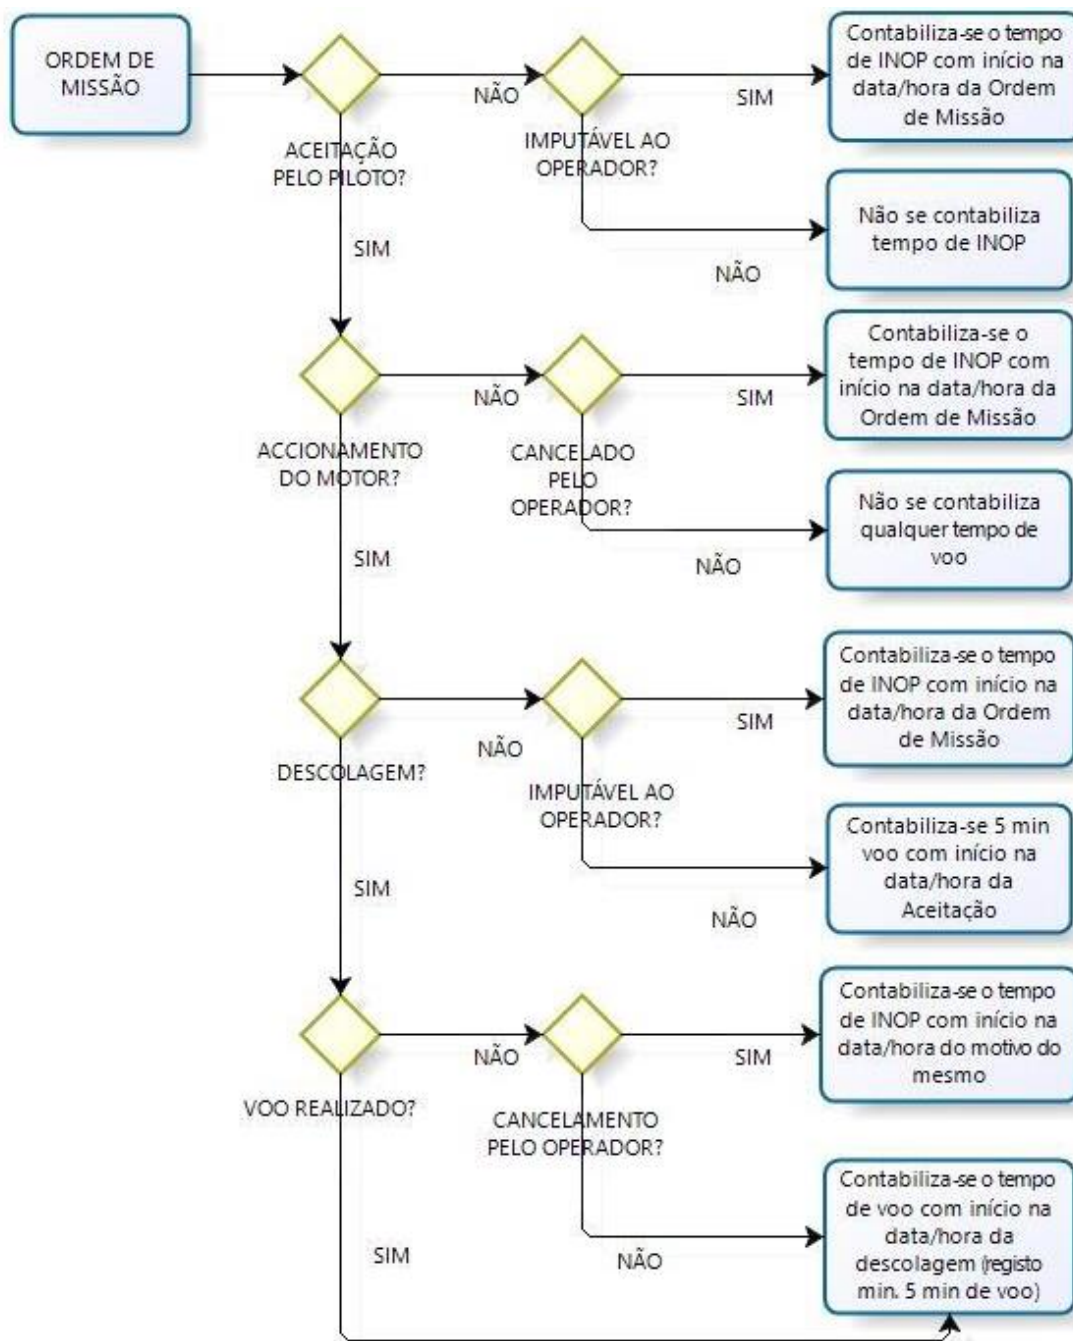 ORDEM DE
MISSÃO
ACEITAÇÃO
PELO PILOTO?
NÃO
IMPUTÁVEL AO
OPERADOR?
SIM
Contabiliza-se o tempo
de INOP com início na
data/hora da Ordem
de Missão
NÃO
Não se contabiliza
tempo de INOP
SIM
ACCIONAMENTO
DO MOTOR?
NÃO
CANCELADO
PELO
OPERADOR?
SIM
Contabiliza-se o
tempo de INOP com
início na data/hora da
Ordem de Missão
NÃO
Não se contabiliza
qualquer tempo de
voo
SIM
DESCOLAGEM?
NÃO
IMPUTÁVEL AO
OPERADOR?
SIM
Contabiliza-se o tempo
de INOP com início na
data/hora da Ordem
de Missão
NÃO
Contabiliza-se 5 min
voo com início na
data/hora da
Aceitação
SIM
VOO REALIZADO?
NÃO
CANCELAMENTO
PELO OPERADOR?
SIM
Contabiliza-se o tempo
de INOP com início na
data/hora do motivo do
mesmo
NÃO
Contabiliza-se o tempo
de voo com início na
data/hora da
descolagem (registo
min. 5 min de voo)
SIM